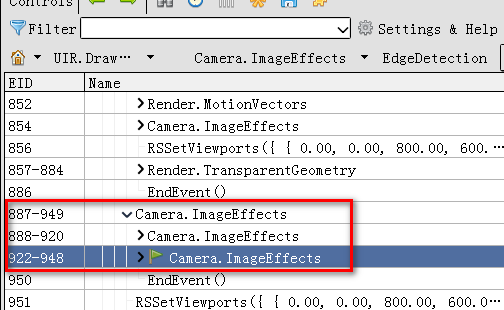 Controls
Filter
Settings & Help
UIR.Draw⋯ Camera.ImageEffects EdgeDetection
EID Name
852 Render.MotionVectors
854 Camera.ImageEffects
856 RSSetViewports({ { 0.00, 0.00, 800.00, 600.⋯
857-884 Render.TransparentGeometry
886 EndEvent()
887-949 Camera.ImageEffects
888-920 Camera.ImageEffects
922-948 Camera.ImageEffects
950 EndEvent()
951 RSSetViewports({ { 0.00, 0.00, 800.00, 600.0⋯